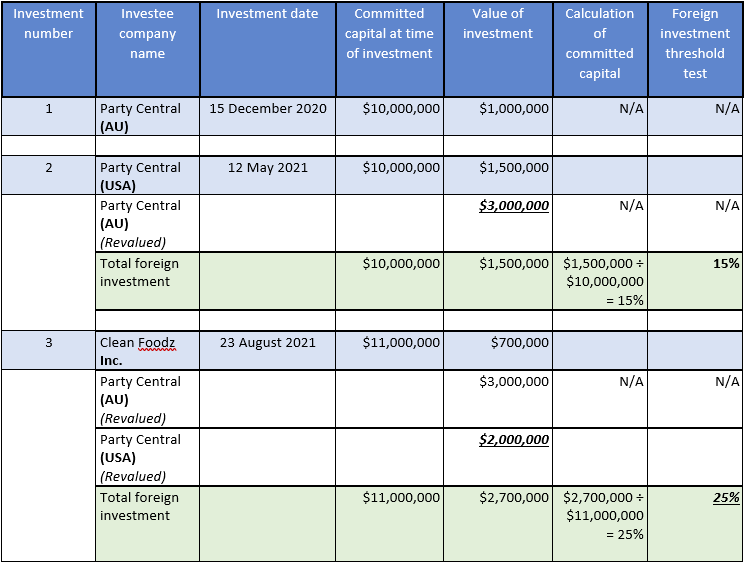 Investment number
Investee company name
Investment date
Committed capital at time of investment
Value of investment
Calculation of committed capital
Foreign investment threshold test
1
Party Central (AU)
15 December 2020
$10,000,000
$1,000,000
N/A
N/A
2
Party Central (USA)
12 May 2021
$10,000,000
$1,500,000
Party Central (AU) (Revalued)
$3,000,000
N/A
N/A
Total foreign investment
$10,000,000
$1,500,000
$1,500,000 ÷ $10,000,000 = 15%
15%
3
Clean Foodz Inc.
23 August 2021
$11,000,000
$700,000
Party Central (AU) (Revalued)
$3,000,000
N/A
N/A
Party Central (USA) (Revalued)
$2,000,000
Total foreign investment
$11,000,000
$2,700,000
$2,700,000 ÷ $11,000,000 = 25%
25%